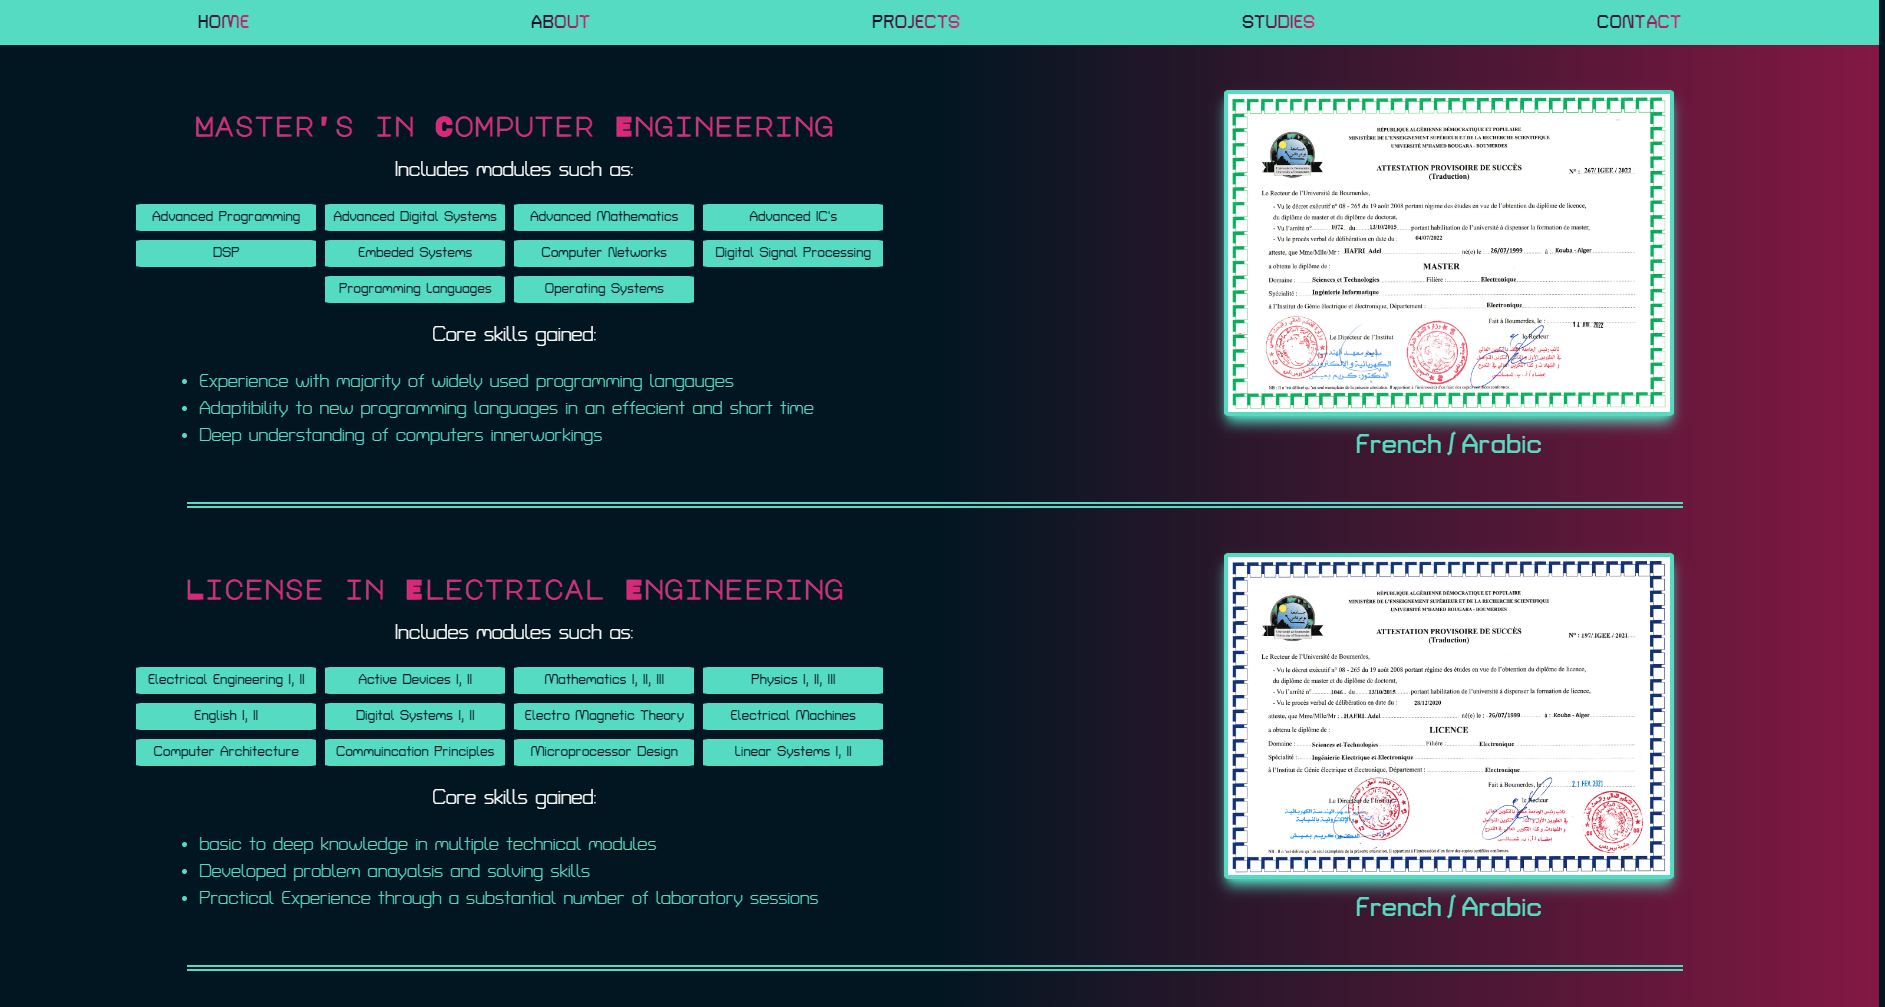 HOME ABOUT PROJECTS STUDIES CONTACT
Master's in Computer Engineering
Includes modules such as:
Advanced Programming Advanced Digital Systems Advanced Mathematics Advanced IC's
DSP Embeded Systems Computer Networks Digital Signal Processing
Programming Languages Operating Systems
Core skills gained:
Experience with majority of widely used programming langauges
Adaptibility to new programming languages in an effecient and short time
Deep understanding of computers innerworkings
RÉPUBLIQUE ALGÉRIENNE DÉMOCRATIQUE ET POPULAIRE
MINISTÈRE DE L'ENSEIGNEMENT SUPÉRIEUR ET DE LA RECHERCHE SCIENTIFIQUE
UNIVERSITÉ M'HAMED BOUGARA - BOUMERDES
ATTESTATION PROVISOIRE DE SUCCÈS
(Traduction)
N° : 267/ IGEE / 2022
Le Recteur de l'Université de Boumerdes,
- Vu le décret exécutif n° 08 - 265 du 19 août 2008 portant régime des études en vue de l'obtention du diplôme de licence,
du diplôme de master et du diplôme de doctorat,
- Vu l'arrêté n° 1072 du 13/10/2015 portant habilitation de l'université à dispenser la formation de master,
- Vu le procès verbal de délibération en date du : 04/07/2022
atteste, que Mme/Mlle/Mr : HAFRI Adel né(e) le : 26/07/1999 à : Kouba - Alger
a obtenu le diplôme de : MASTER
Domaine : Sciences et Technologies Filière : Electronique
Spécialité : Ingénierie Informatique
à l'Institut de Génie électrique et électronique, Département : Electronique
Fait à Boumerdes, le : 14 JUIL 2022
Le Directeur de l'Institut le Recteur
French / Arabic
License in Electrical Engineering
Includes modules such as:
Electrical Engineering I, II Active Devices I, II Mathematics I, II, III Physics I, II, III
English I, II Digital Systems I, II Electro Magnetic Theory Electrical Machines
Computer Architecture Commuincation Principles Microprocessor Design Linear Systems I, II
Core skills gained:
basic to deep knowledge in multiple technical modules
Developed problem anayalsis and solving skills
Practical Experience through a substantial number of laboratory sessions
RÉPUBLIQUE ALGÉRIENNE DÉMOCRATIQUE ET POPULAIRE
MINISTÈRE DE L'ENSEIGNEMENT SUPÉRIEUR ET DE LA RECHERCHE SCIENTIFIQUE
UNIVERSITÉ M'HAMED BOUGARA - BOUMERDES
ATTESTATION PROVISOIRE DE SUCCÈS
(Traduction)
N° : 197/ IGEE / 2021
Le Recteur de l'Université de Boumerdes,
- Vu le décret exécutif n° 08 - 265 du 19 août 2008 portant régime des études en vue de l'obtention du diplôme de licence,
du diplôme de master et du diplôme de doctorat,
- Vu l'arrêté n° 1046 du 13/10/2015 portant habilitation de l'université à dispenser la formation de licence,
- Vu le procès verbal de délibération en date du : 28/12/2020
atteste, que Mme/Mlle/Mr : HAFRI Adel né(e) le : 26/07/1999 à : Kouba - Alger
a obtenu le diplôme de : LICENCE
Domaine : Sciences et Technologies Filière : Electronique
Spécialité : Ingénierie Electrique et Electronique
à l'Institut de Génie électrique et électronique, Département : Electronique
Fait à Boumerdes, le : 21 FEV. 2021
Le Directeur de l'Institut le Recteur
French / Arabic